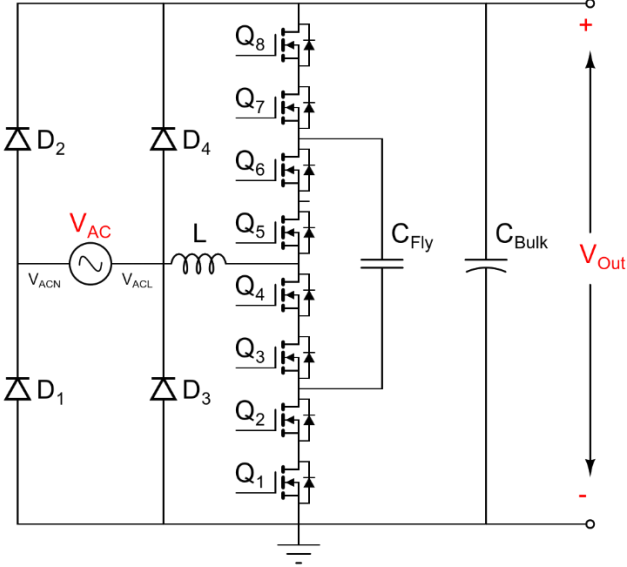 Q8
+
Q7
D2
D4
Q6
VAC
L
Q5
CFly
CBulk
VOut
VACN
VACL
Q4
Q3
D1
D3
Q2
Q1
-